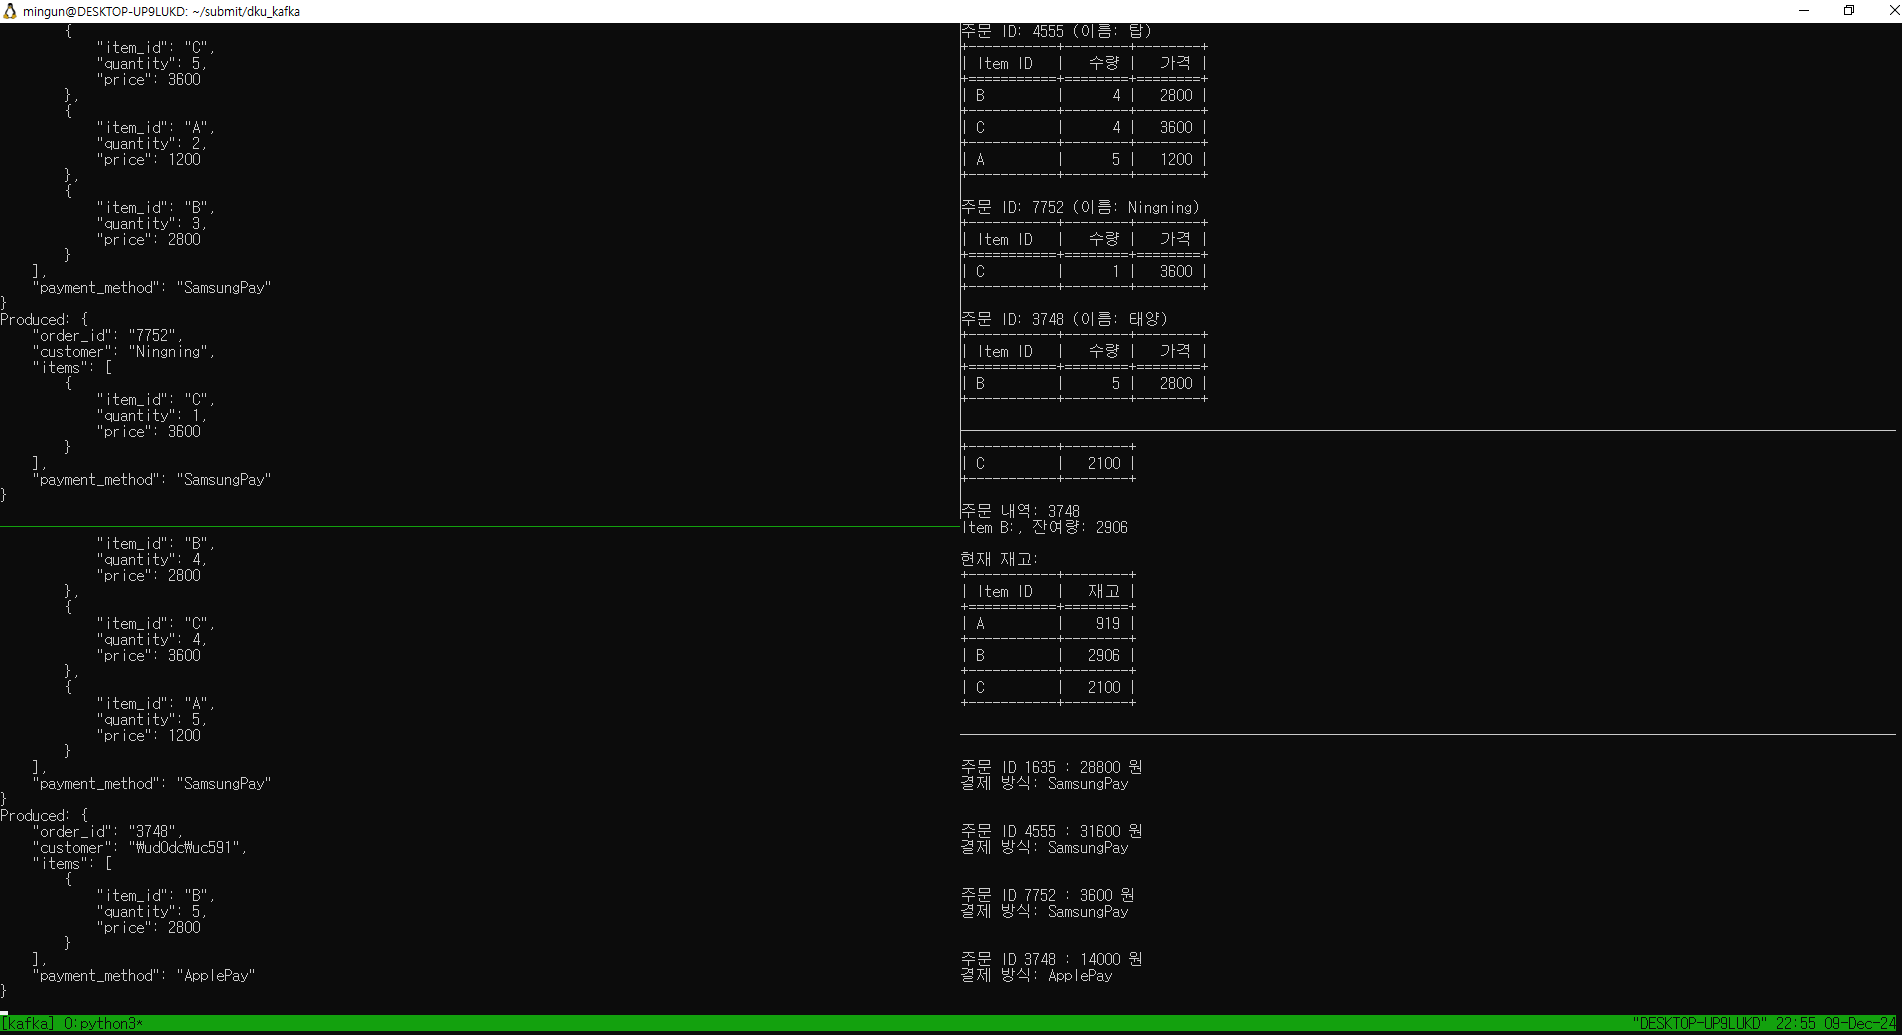 mingun@DESKTOP-UP9LUKD: ~/submit/dku_kafka
        {
            "item_id": "C",
            "quantity": 5,
            "price": 3600
        },
        {
            "item_id": "A",
            "quantity": 2,
            "price": 1200
        },
        {
            "item_id": "B",
            "quantity": 3,
            "price": 2800
        }
    ],
    "payment_method": "SamsungPay"
}
Produced: {
    "order_id": "7752",
    "customer": "Ningning",
    "items": [
        {
            "item_id": "C",
            "quantity": 1,
            "price": 3600
        }
    ],
    "payment_method": "SamsungPay"
}
            "item_id": "B",
            "quantity": 4,
            "price": 2800
        },
        {
            "item_id": "C",
            "quantity": 4,
            "price": 3600
        },
        {
            "item_id": "A",
            "quantity": 5,
            "price": 1200
        }
    ],
    "payment_method": "SamsungPay"
}
Produced: {
    "order_id": "3748",
    "customer": "₩ud0dc₩uc591",
    "items": [
        {
            "item_id": "B",
            "quantity": 5,
            "price": 2800
        }
    ],
    "payment_method": "ApplePay"
}
주문 ID: 4555 (이름: 탑)
+-----------+--------+--------+
| Item ID   |   수량 |   가격 |
+===========+========+========+
| B         |      4 |   2800 |
+-----------+--------+--------+
| C         |      4 |   3600 |
+-----------+--------+--------+
| A         |      5 |   1200 |
+-----------+--------+--------+
주문 ID: 7752 (이름: Ningning)
+-----------+--------+--------+
| Item ID   |   수량 |   가격 |
+===========+========+========+
| C         |      1 |   3600 |
+-----------+--------+--------+
주문 ID: 3748 (이름: 태양)
+-----------+--------+--------+
| Item ID   |   수량 |   가격 |
+===========+========+========+
| B         |      5 |   2800 |
+-----------+--------+--------+
+-----------+--------+
| C         |   2100 |
+-----------+--------+
주문 내역: 3748
Item B:, 잔여량: 2906
현재 재고:
+-----------+--------+
| Item ID   |   재고 |
+===========+========+
| A         |    919 |
+-----------+--------+
| B         |   2906 |
+-----------+--------+
| C         |   2100 |
+-----------+--------+
주문 ID 1635 : 28800 원
결제 방식: SamsungPay
주문 ID 4555 : 31600 원
결제 방식: SamsungPay
주문 ID 7752 : 3600 원
결제 방식: SamsungPay
주문 ID 3748 : 14000 원
결제 방식: ApplePay
[kafka] 0:python3*
"DESKTOP-UP9LUKD" 22:55 09-Dec-24